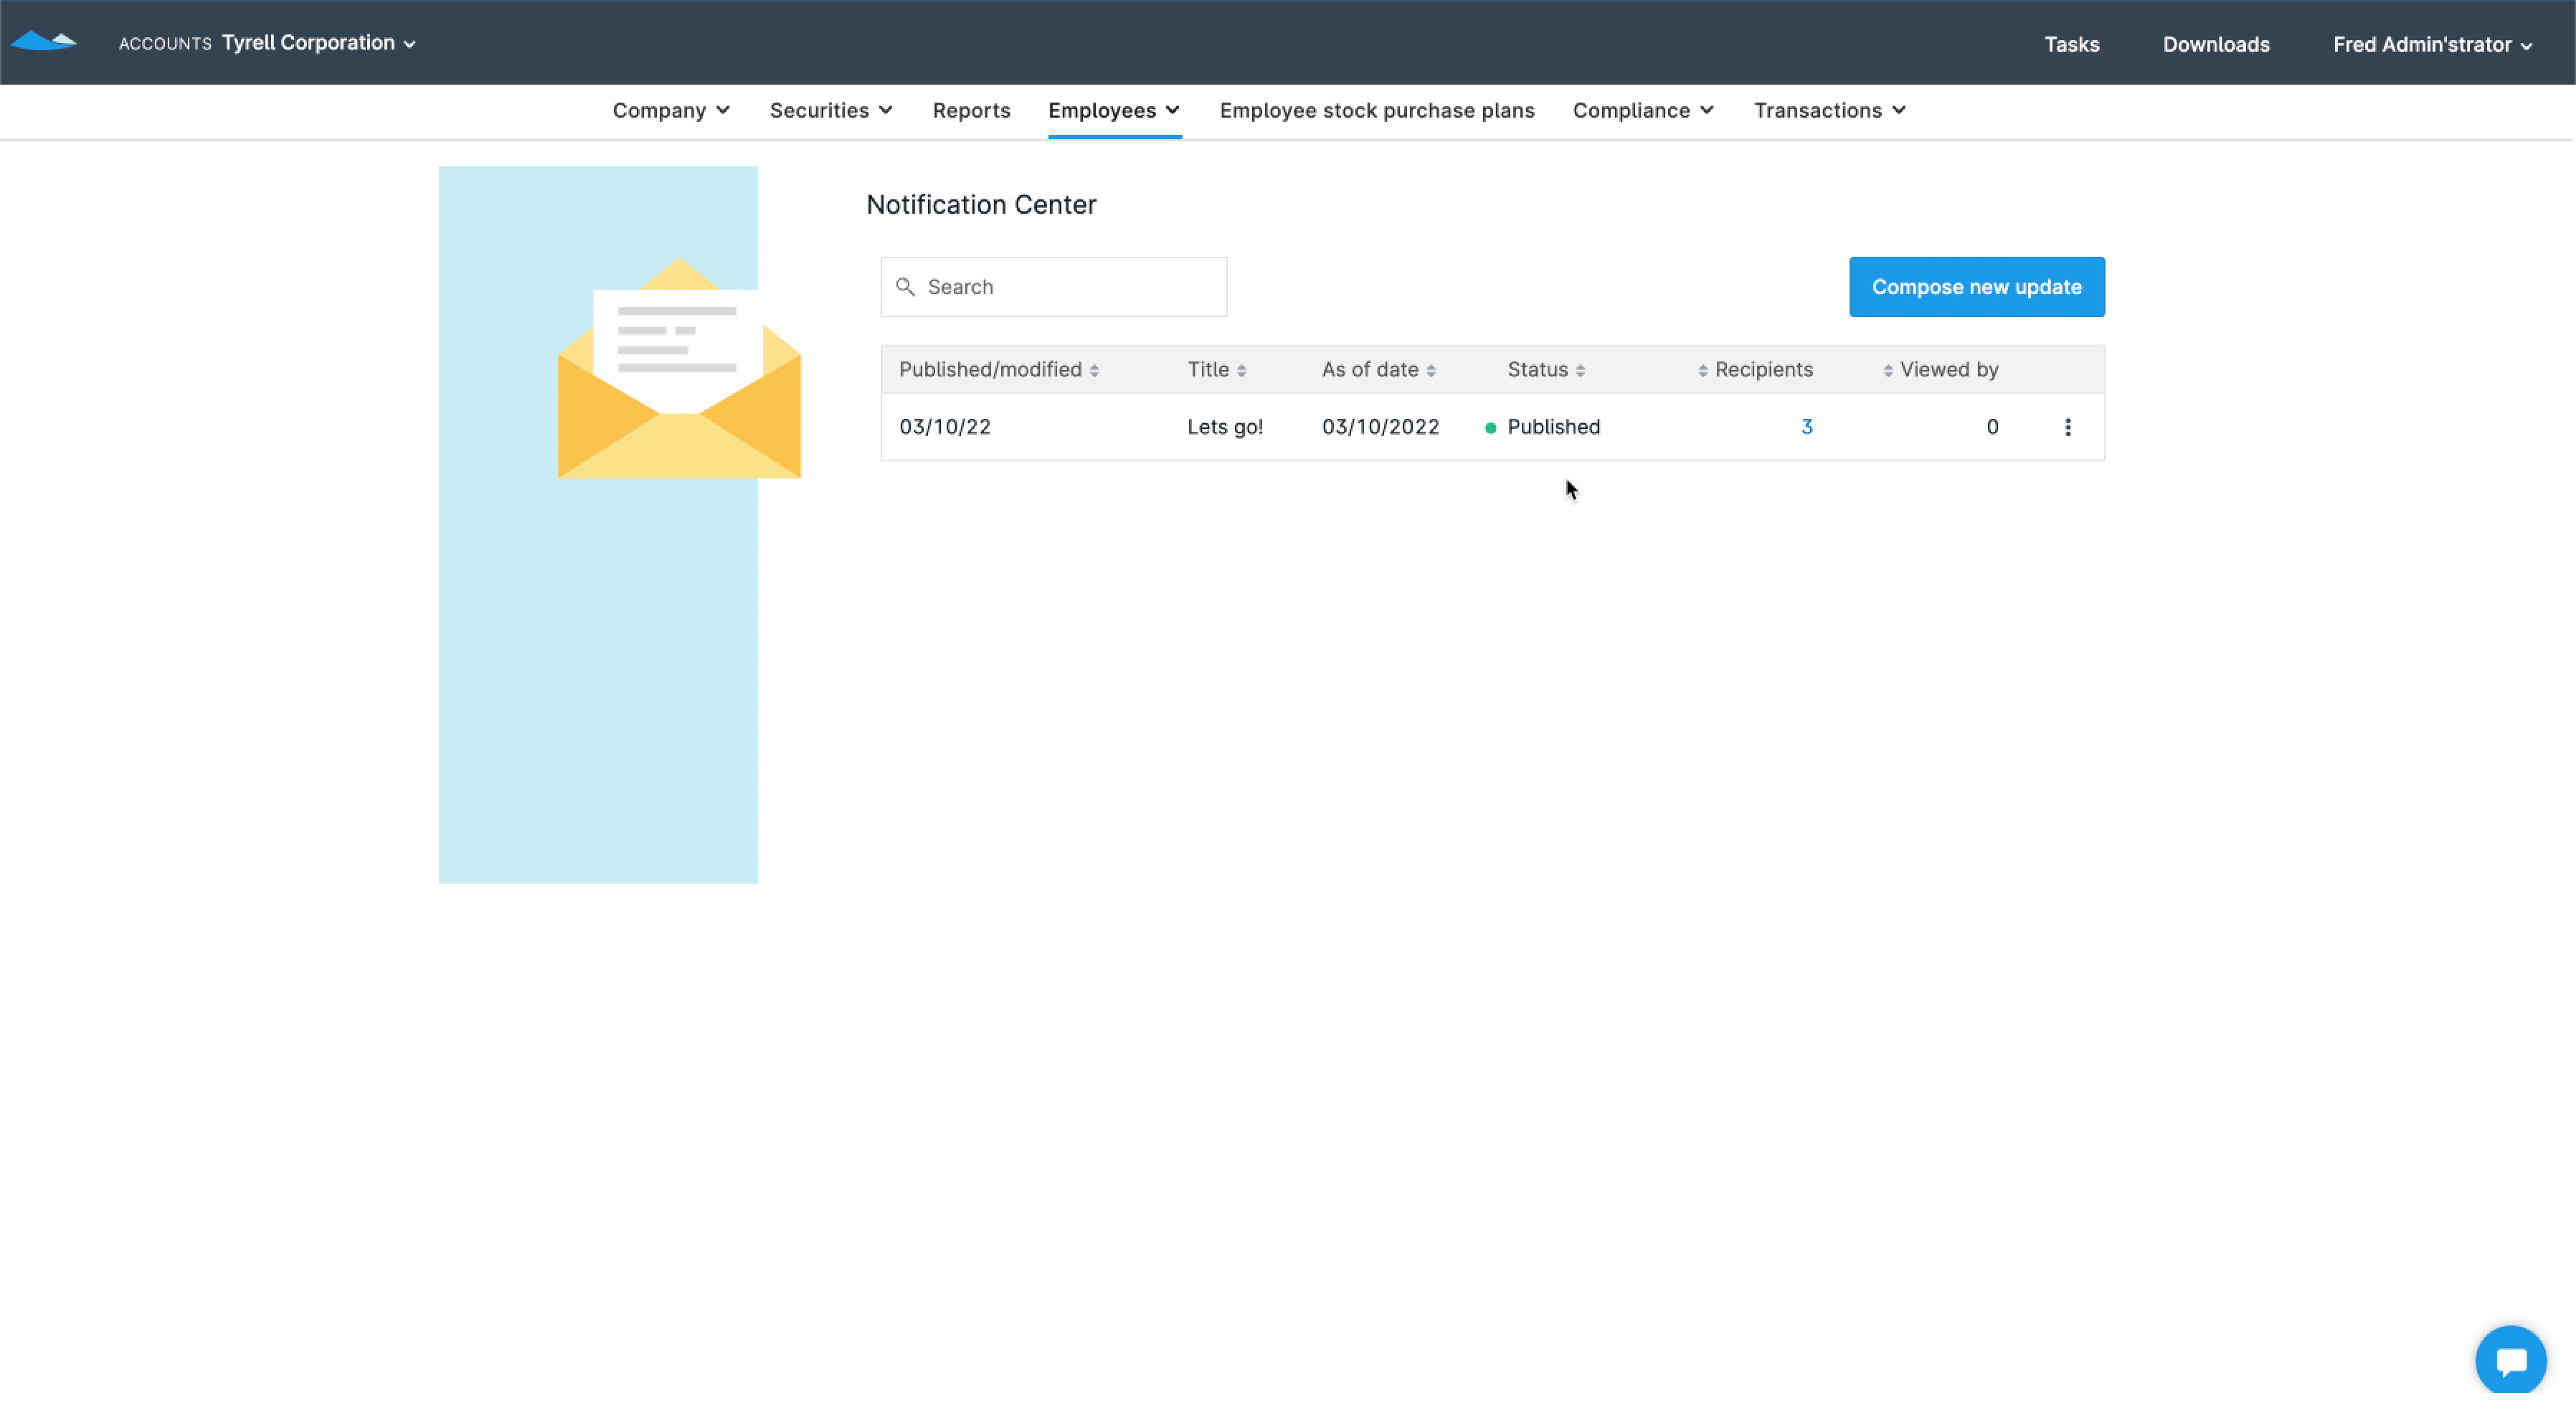 ACCOUNTS Tyrell Corporation Tasks Downloads Fred Admin'strator
Company Securities Reports Employees Employee stock purchase plans Compliance Transactions
Notification Center
Search Compose new update
Published/modified Title As of date Status Recipients Viewed by
03/10/22 Lets go! 03/10/2022 Published 3 0